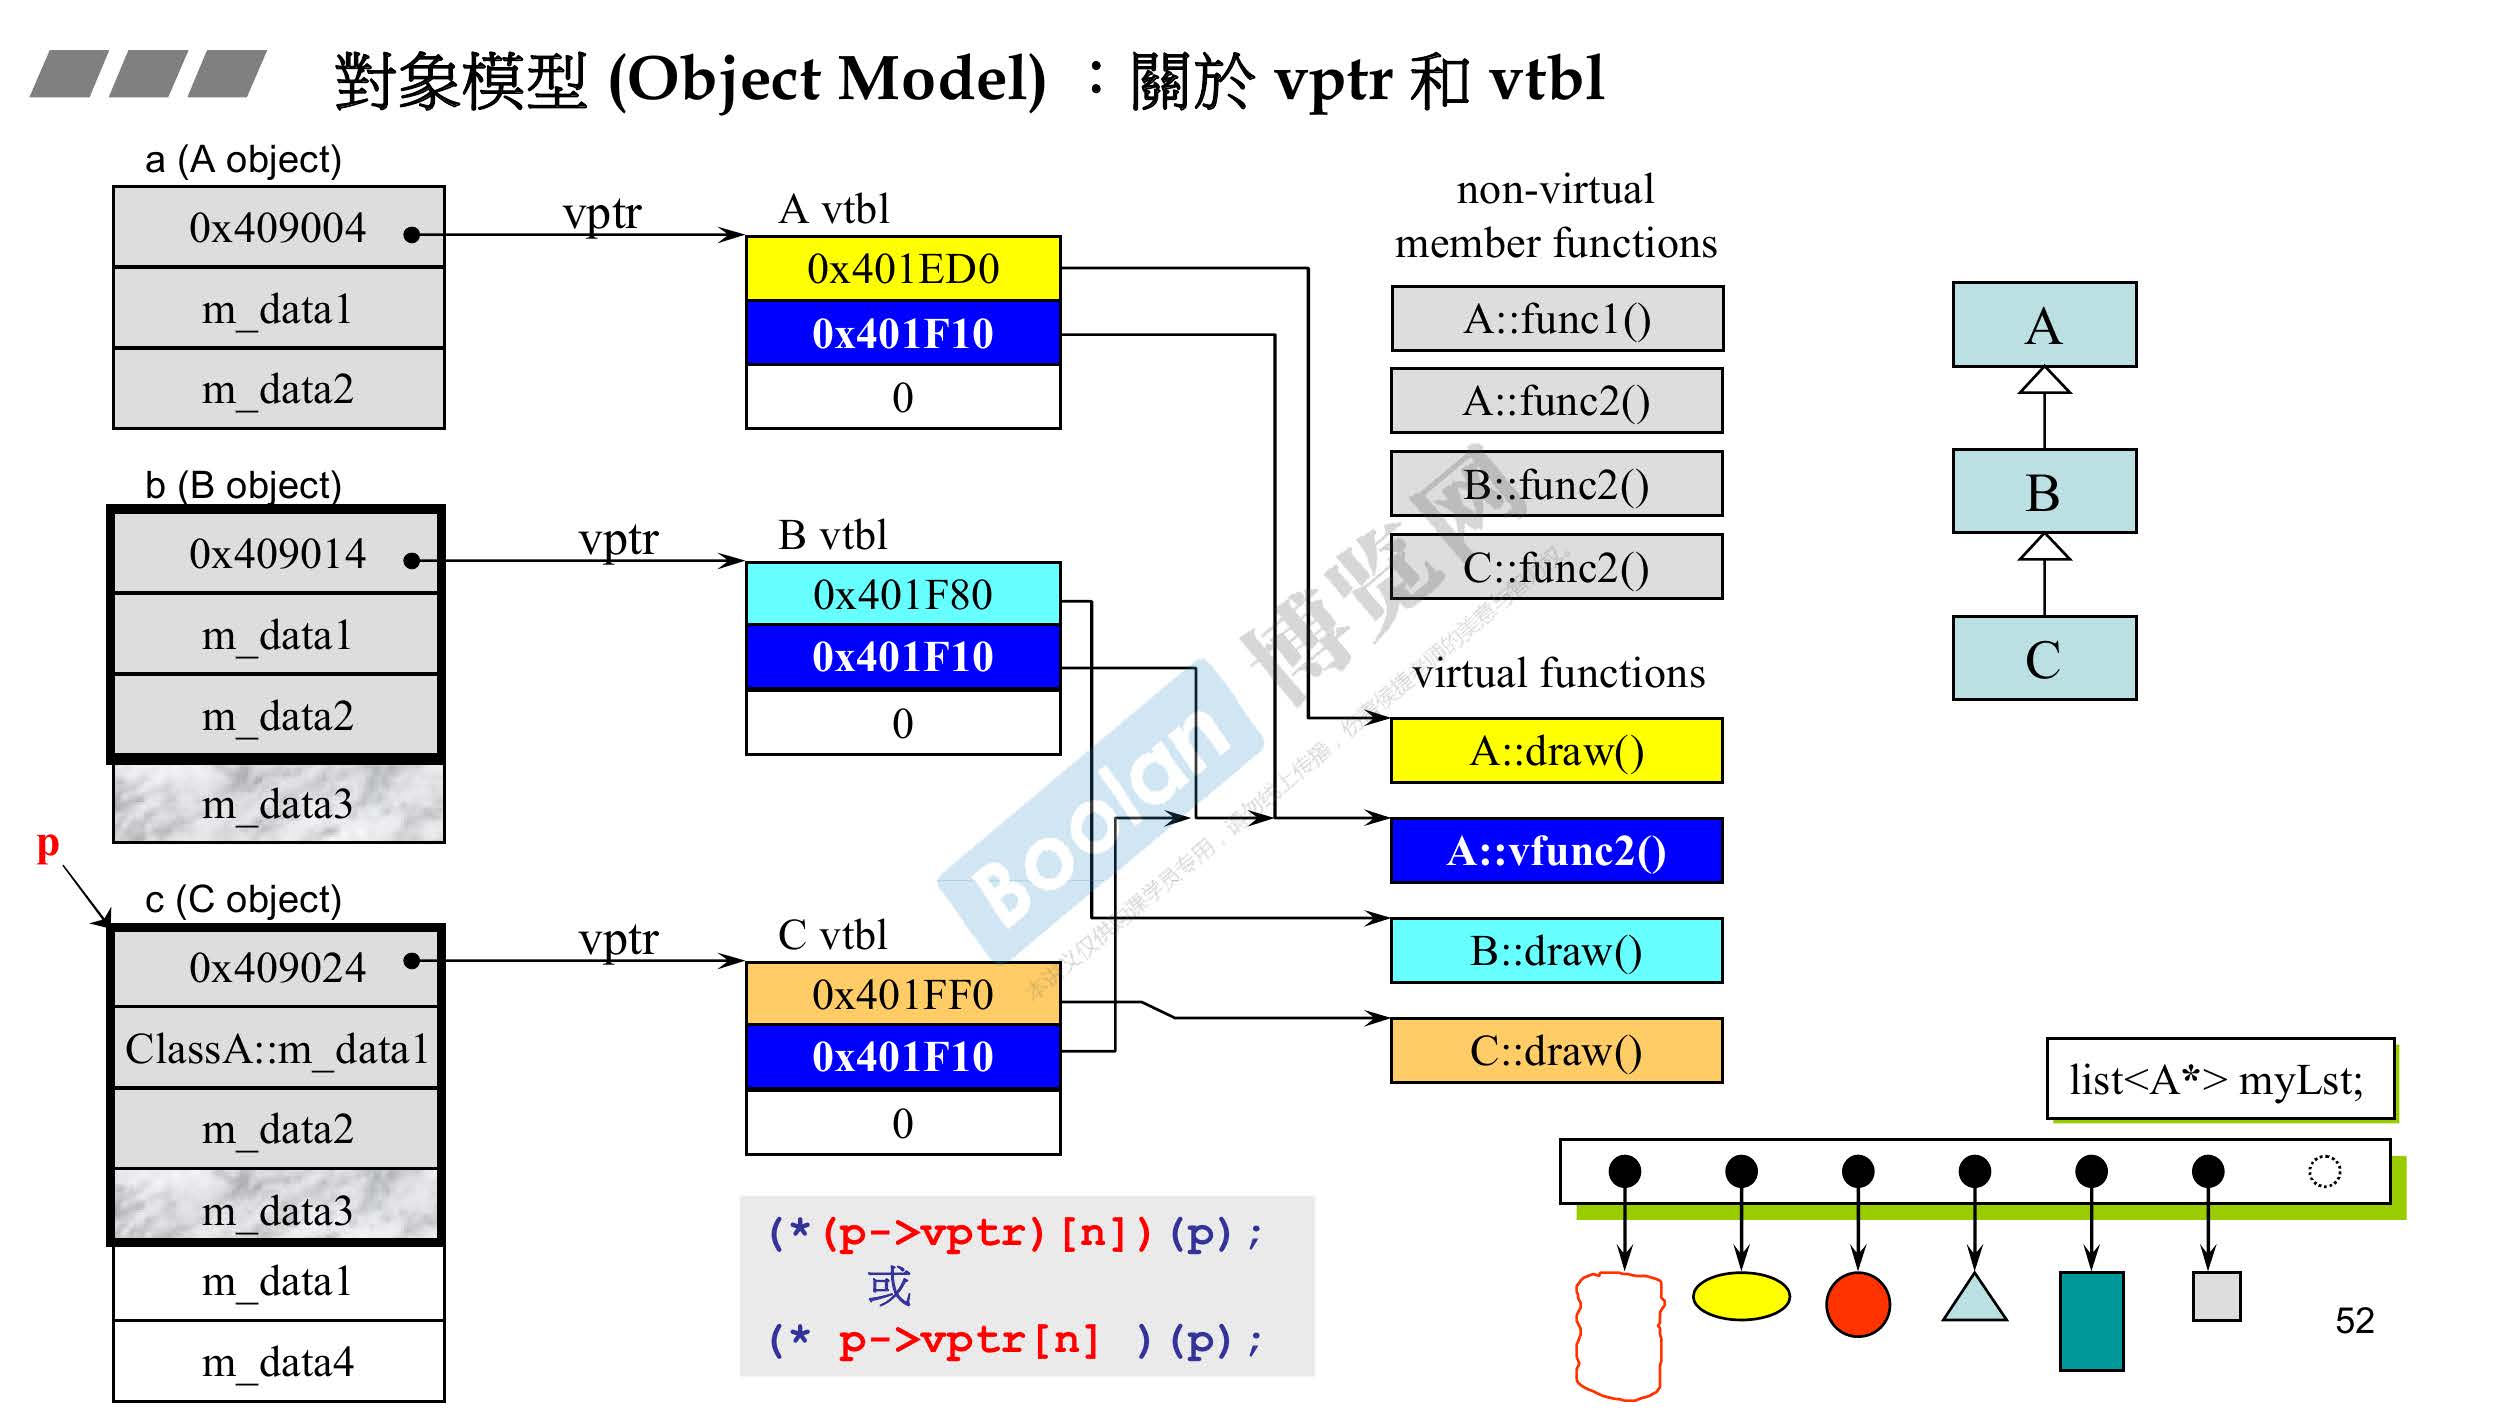 對象模型 (Object Model) ：關於 vptr 和 vtbl
a (A object)
0x409004
m_data1
m_data2
vptr
A vtbl
0x401ED0
0x401F10
0
b (B object)
0x409014
m_data1
m_data2
m_data3
vptr
B vtbl
0x401F80
0x401F10
0
p
c (C object)
0x409024
ClassA::m_data1
m_data2
m_data3
m_data1
m_data4
vptr
C vtbl
0x401FF0
0x401F10
0
(*(p->vptr)[n])(p);
或
(* p->vptr[n] )(p);
non-virtual
member functions
A::func1()
A::func2()
B::func2()
C::func2()
virtual functions
A::draw()
A::vfunc2()
B::draw()
C::draw()
A
B
C
list<A*> myLst;
52
Boolan 博览网